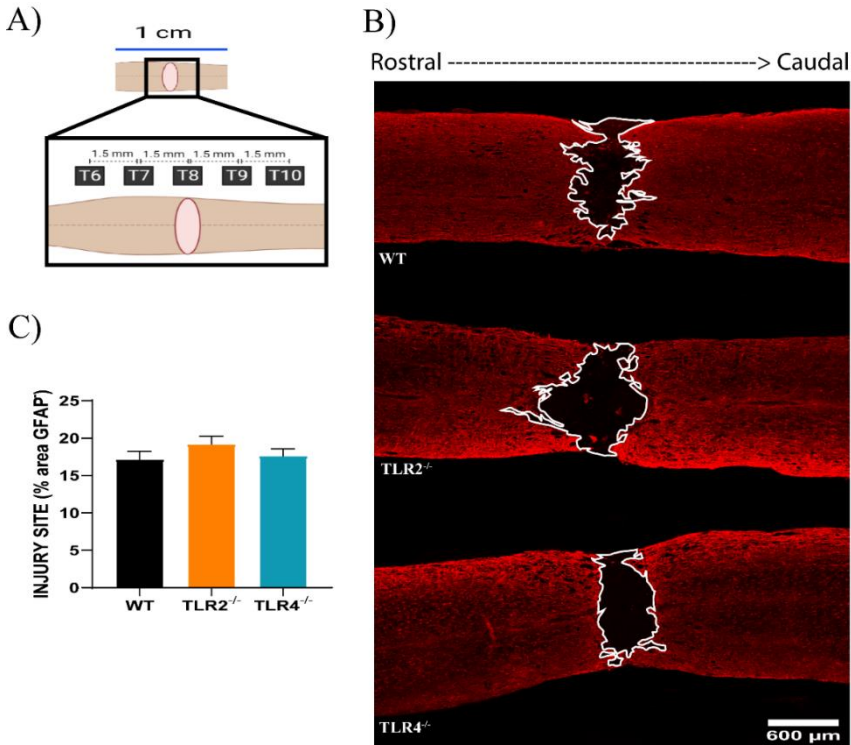 A)
1 cm
1.5 mm 1.5 mm 1.5 mm 1.5 mm
T6 T7 T8 T9 T10
B)
Rostral ----------------------------------------> Caudal
WT
TLR2-/-
TLR4-/-
600 µm
C)
INJURY SITE (% area GFAP-)
25
20
15
10
5
0
WT TLR2-/- TLR4-/-